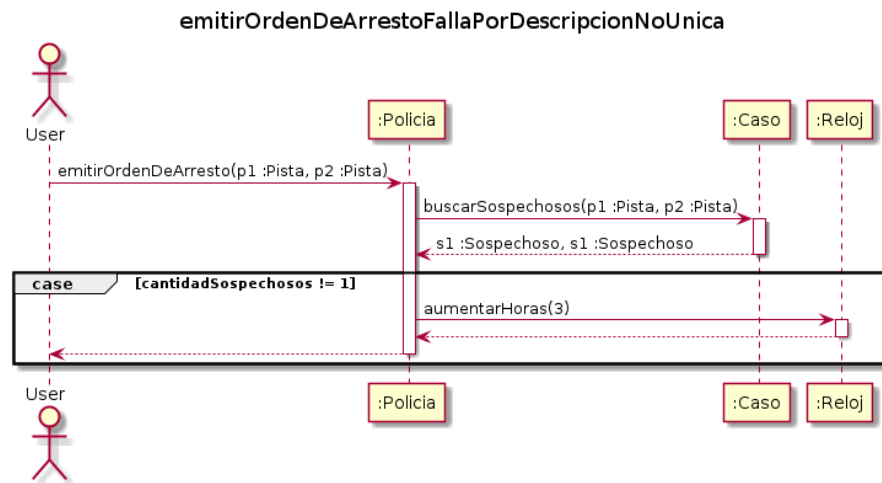 emitirOrdenDeArrestoFallaPorDescripcionNoUnica
User
:Policia
:Caso
:Reloj
emitirOrdenDeArresto(p1 :Pista, p2 :Pista)
buscarSospechosos(p1 :Pista, p2 :Pista)
s1 :Sospechoso, s1 :Sospechoso
case
[cantidadSospechos != 1]
aumentarHoras(3)
User
:Policia
:Caso
:Reloj